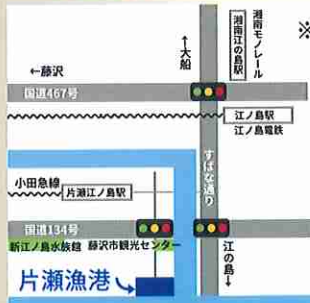 ※
湘南モノレール
湘南江の島駅
↑大船
←藤沢
国道467号
江ノ島駅
江ノ島電鉄
すばな通り
小田急線
片瀬江ノ島駅
国道134号
新江ノ島水族館
藤沢市観光センター
江の島→
片瀬漁港